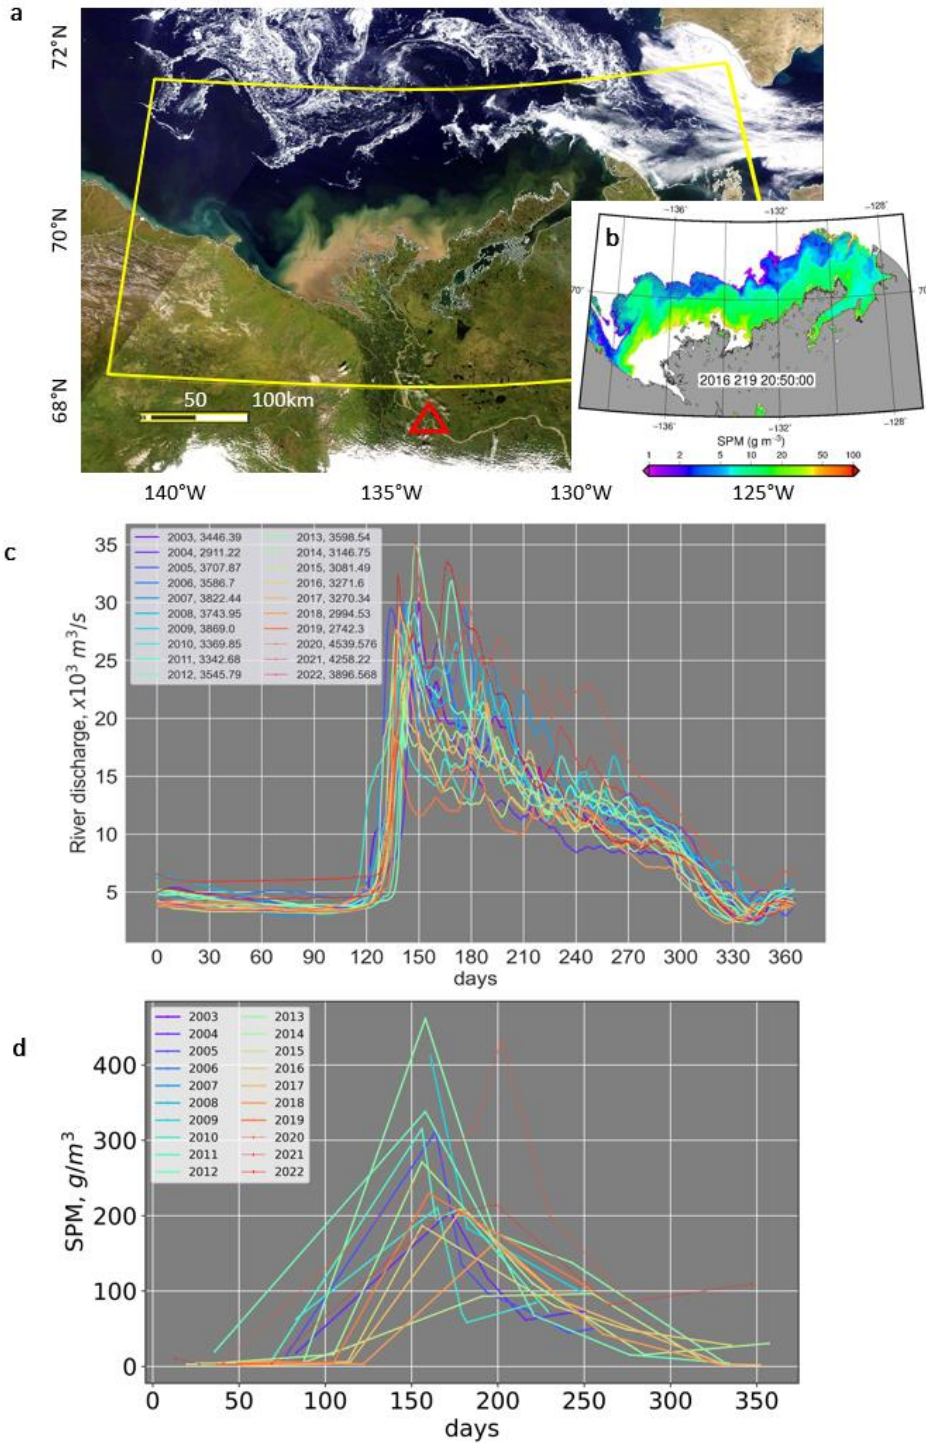 a
72°N
70°N
68°N
50 100km
140°W 135°W 130°W 125°W
b
−136° −132° −128°
70° 70°
2016 219 20:50:00
−136° −132° −128°
SPM (g m⁻³)
1 2 5 10 20 50 100
c
River discharge, x10³ m³/s
35
30
25
20
15
10
5
2003, 3446.39
2004, 2911.22
2005, 3707.87
2006, 3586.7
2007, 3822.44
2008, 3743.95
2009, 3869.0
2010, 3369.85
2011, 3342.68
2012, 3545.79
2013, 3598.54
2014, 3146.75
2015, 3081.49
2016, 3271.6
2017, 3270.34
2018, 2994.53
2019, 2742.3
2020, 4539.576
2021, 4258.22
2022, 3896.568
0 30 60 90 120 150 180 210 240 270 300 330 360
days
d
SPM, g/m³
400
300
200
100
0
2003
2004
2005
2006
2007
2008
2009
2010
2011
2012
2013
2014
2015
2016
2017
2018
2019
2020
2021
2022
0 50 100 150 200 250 300 350
days